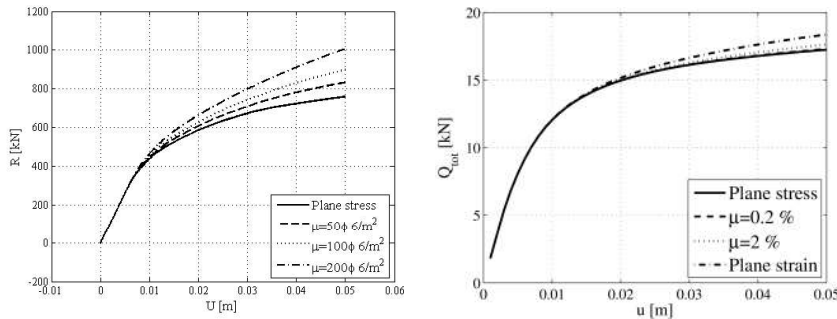 1200
1000
800
600
400
200
0
-200
R [kN]
-0.01
0
0.01
0.02
0.03
0.04
0.05
0.06
U [m]
Plane stress
μ=50ϕ 6/m²
μ=100ϕ 6/m²
μ=200ϕ 6/m²
20
15
10
5
0
Q_tot [kN]
0
0.01
0.02
0.03
0.04
0.05
u [m]
Plane stress
μ=0.2 %
μ=2 %
Plane strain